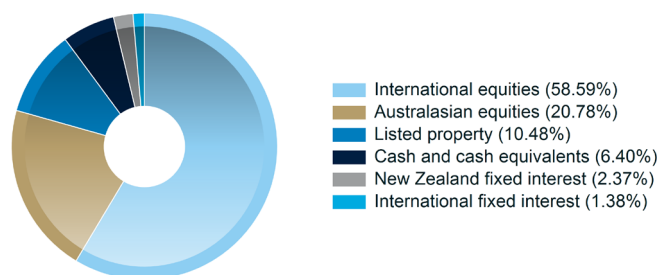 International equities (58.59%)
Australasian equities (20.78%)
Listed property (10.48%)
Cash and cash equivalents (6.40%)
New Zealand fixed interest (2.37%)
International fixed interest (1.38%)